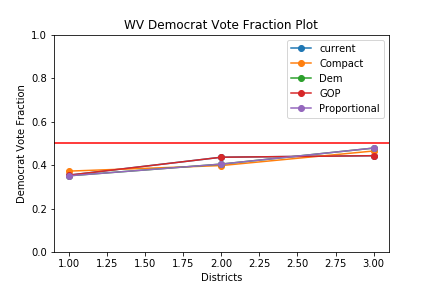 WV Democrat Vote Fraction Plot
1.0
0.8
0.6
0.4
0.2
0.0
Democrat Vote Fraction
current
Compact
Dem
GOP
Proportional
1.00 1.25 1.50 1.75 2.00 2.25 2.50 2.75 3.00
Districts